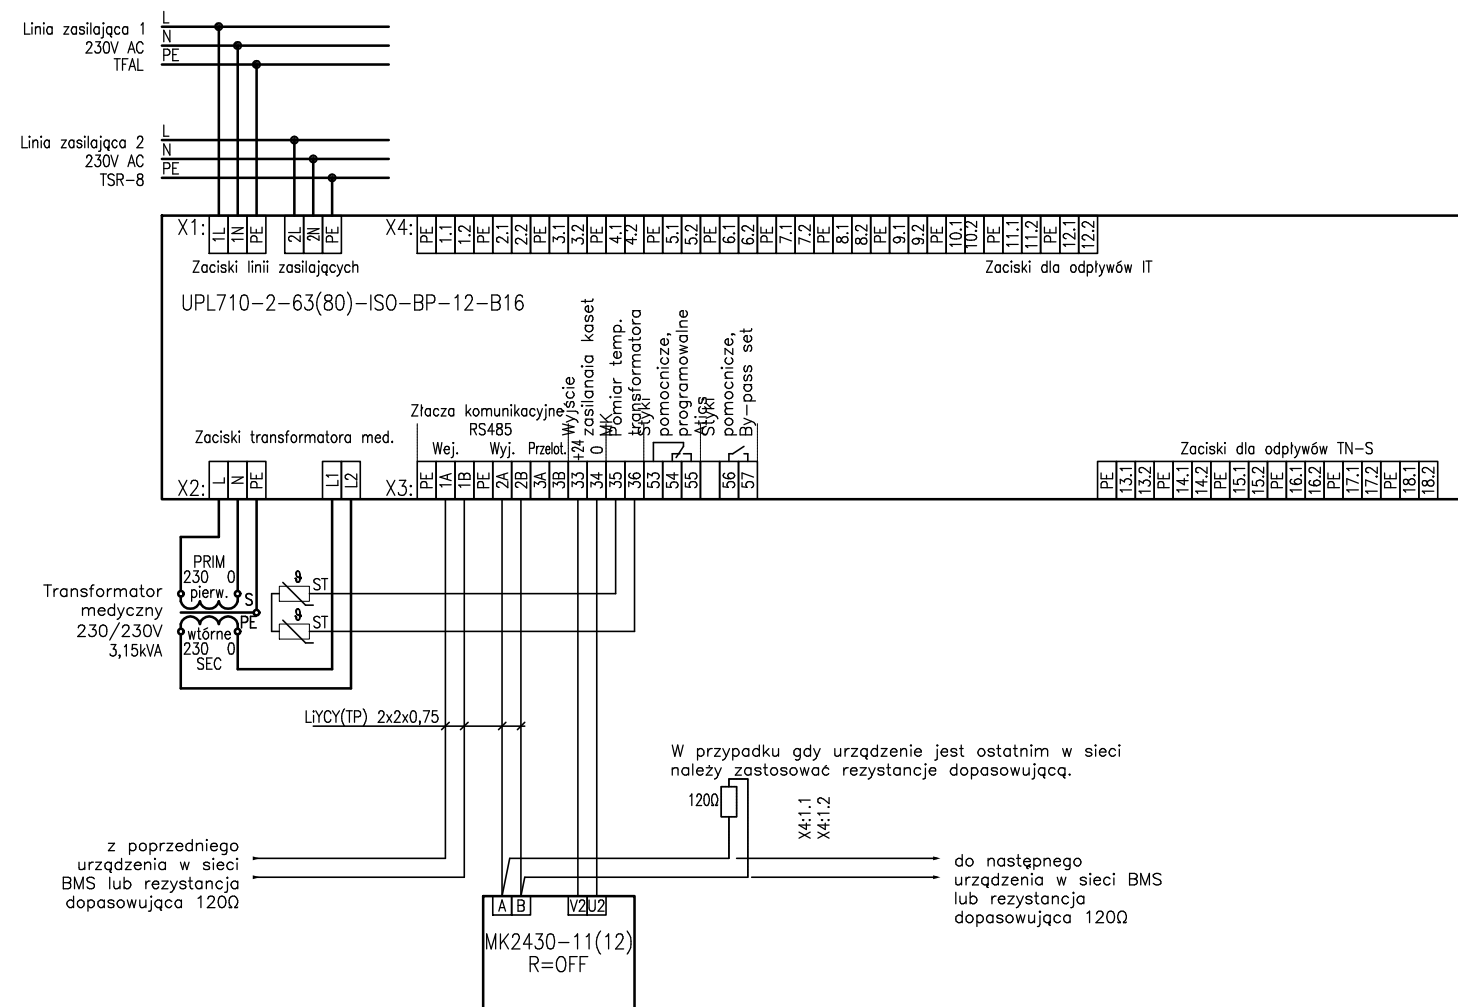 L
Linia zasilająca 1
N
230V AC
PE
TFAL
L
Linia zasilająca 2
N
230V AC
PE
TSR-8
X1: 1L 1N PE 2L 2N PE
X4: PE 1.1 1.2 PE 2.1 2.2 PE 3.1 3.2 PE 4.1 4.2 PE 5.1 5.2 PE 6.1 6.2 PE 7.1 7.2 PE 8.1 8.2 PE 9.1 9.2 PE 10.1 10.2 PE 11.1 11.2 PE 12.1 12.2
Zaciski linii zasilających
Zaciski dla odpływów IT
UPL710-2-63(80)-ISO-BP-12-B16
Złącza komunikacyjne
RS485
Wej.
Wyj.
Przelot.
Wyjście
zasilanaia kaset
MK
+24
0
Pomiar temp.
transformatora
Styki
pomocnicze,
programowalne
Atics
Styki
pomocnicze,
By-pass set
Zaciski transformatora med.
Zaciski dla odpływów TN-S
X2: L N PE L1 L2
X3: PE 1A 1B PE 2A 2B 3A 3B 33 34 35 36 53 54 55 56 57
PE 13.1 13.2 PE 14.1 14.2 PE 15.1 15.2 PE 16.1 16.2 PE 17.1 17.2 PE 18.1 18.2
PRIM
230 0
pierw.
S
PE
wtórne
230 0
SEC
Transformator
medyczny
230/230V
3,15kVA
ϑ
ST
ϑ
ST
LiYCY(TP) 2x2x0,75
W przypadku gdy urządzenie jest ostatnim w sieci
należy zastosować rezystancje dopasowującą.
120Ω
X4:1.1
X4:1.2
z poprzedniego
urządzenia w sieci
BMS lub rezystancja
dopasowująca 120Ω
do następnego
urządzenia w sieci BMS
lub rezystancja
dopasowująca 120Ω
A B V2 U2
MK2430-11(12)
R=OFF